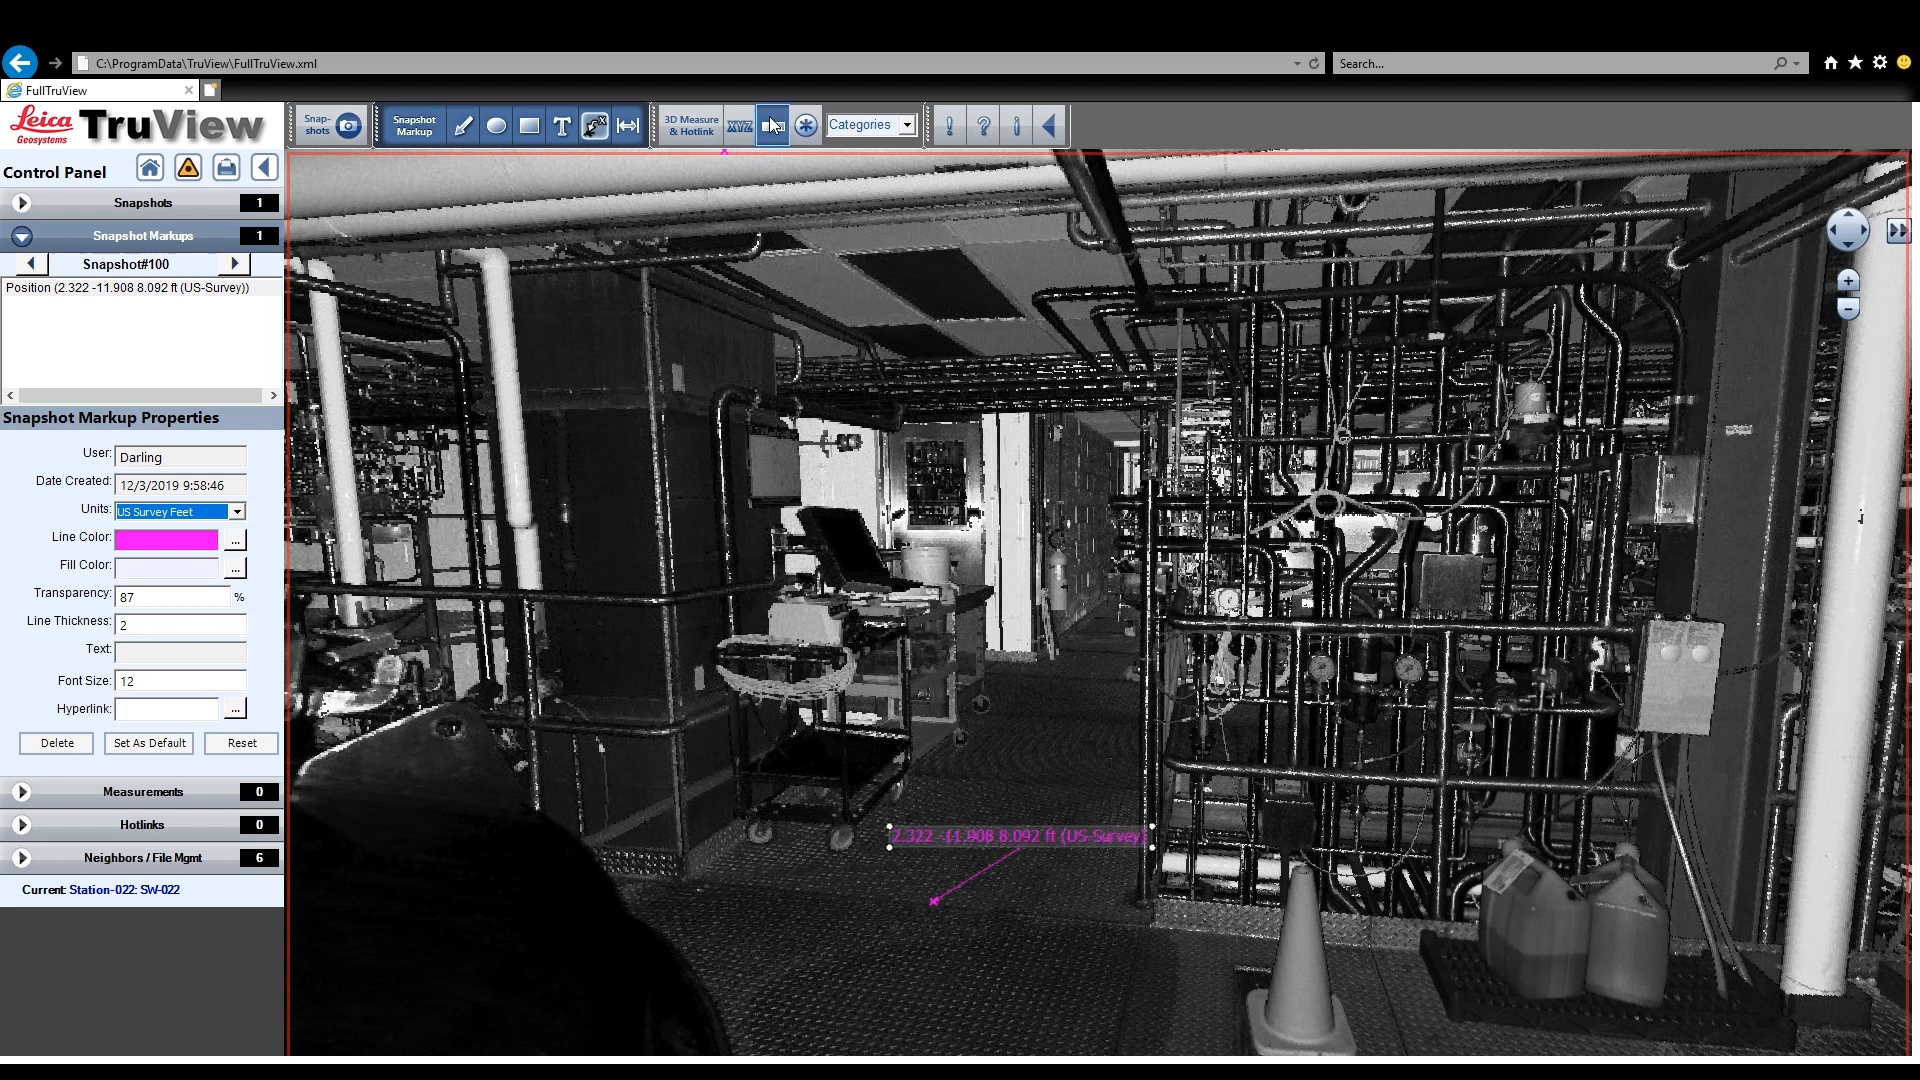 C:\ProgramData\TruView\FullTruView.xml
Search...
FullTruView
Leica
Geosystems
TruView
Snap-
shots
Snapshot
Markup
T
3D Measure
& Hotlink
XYZ
Categories
Control Panel
Snapshots 1
Snapshot Markups 1
Snapshot#100
Position (2.322 -11.908 8.092 ft (US-Survey))
Snapshot Markup Properties
User: Darling
Date Created: 12/3/2019 9:58:46
Units: US Survey Feet
Line Color: ...
Fill Color: ...
Transparency: 87 %
Line Thickness: 2
Text:
Font Size: 12
Hyperlink: ...
Delete Set As Default Reset
Measurements 0
Hotlinks 0
Neighbors / File Mgmt 6
Current: Station-022: SW-022
2.322 -11.908 8.092 ft (US-Survey)